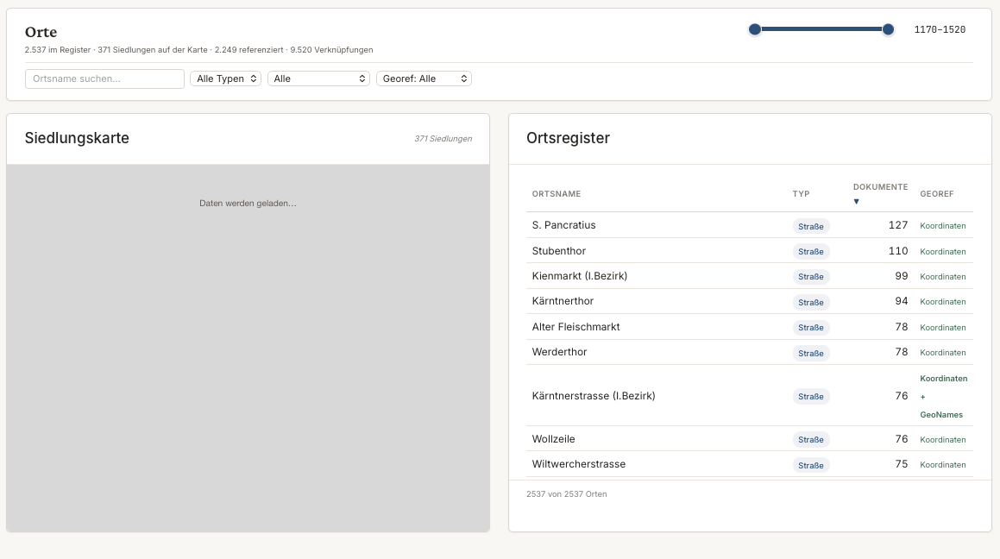 Orte
1170–1520
2.537 im Register · 371 Siedlungen auf der Karte · 2.249 referenziert · 9.520 Verknüpfungen
Ortsname suchen...
Alle Typen
Alle
Georef: Alle
Siedlungskarte
371 Siedlungen
Daten werden geladen...
Ortsregister
ORTSNAME TYP DOKUMENTE ▼ GEOREF
S. Pancratius Straße 127 Koordinaten
Stubenthor Straße 110 Koordinaten
Kienmarkt (I.Bezirk) Straße 99 Koordinaten
Kärntnerthor Straße 94 Koordinaten
Alter Fleischmarkt Straße 78 Koordinaten
Werderthor Straße 78 Koordinaten
Kärntnerstrasse (I.Bezirk) Straße 76 Koordinaten + GeoNames
Wollzeile Straße 76 Koordinaten
Wiltwercherstrasse Straße 75 Koordinaten
2537 von 2537 Orten